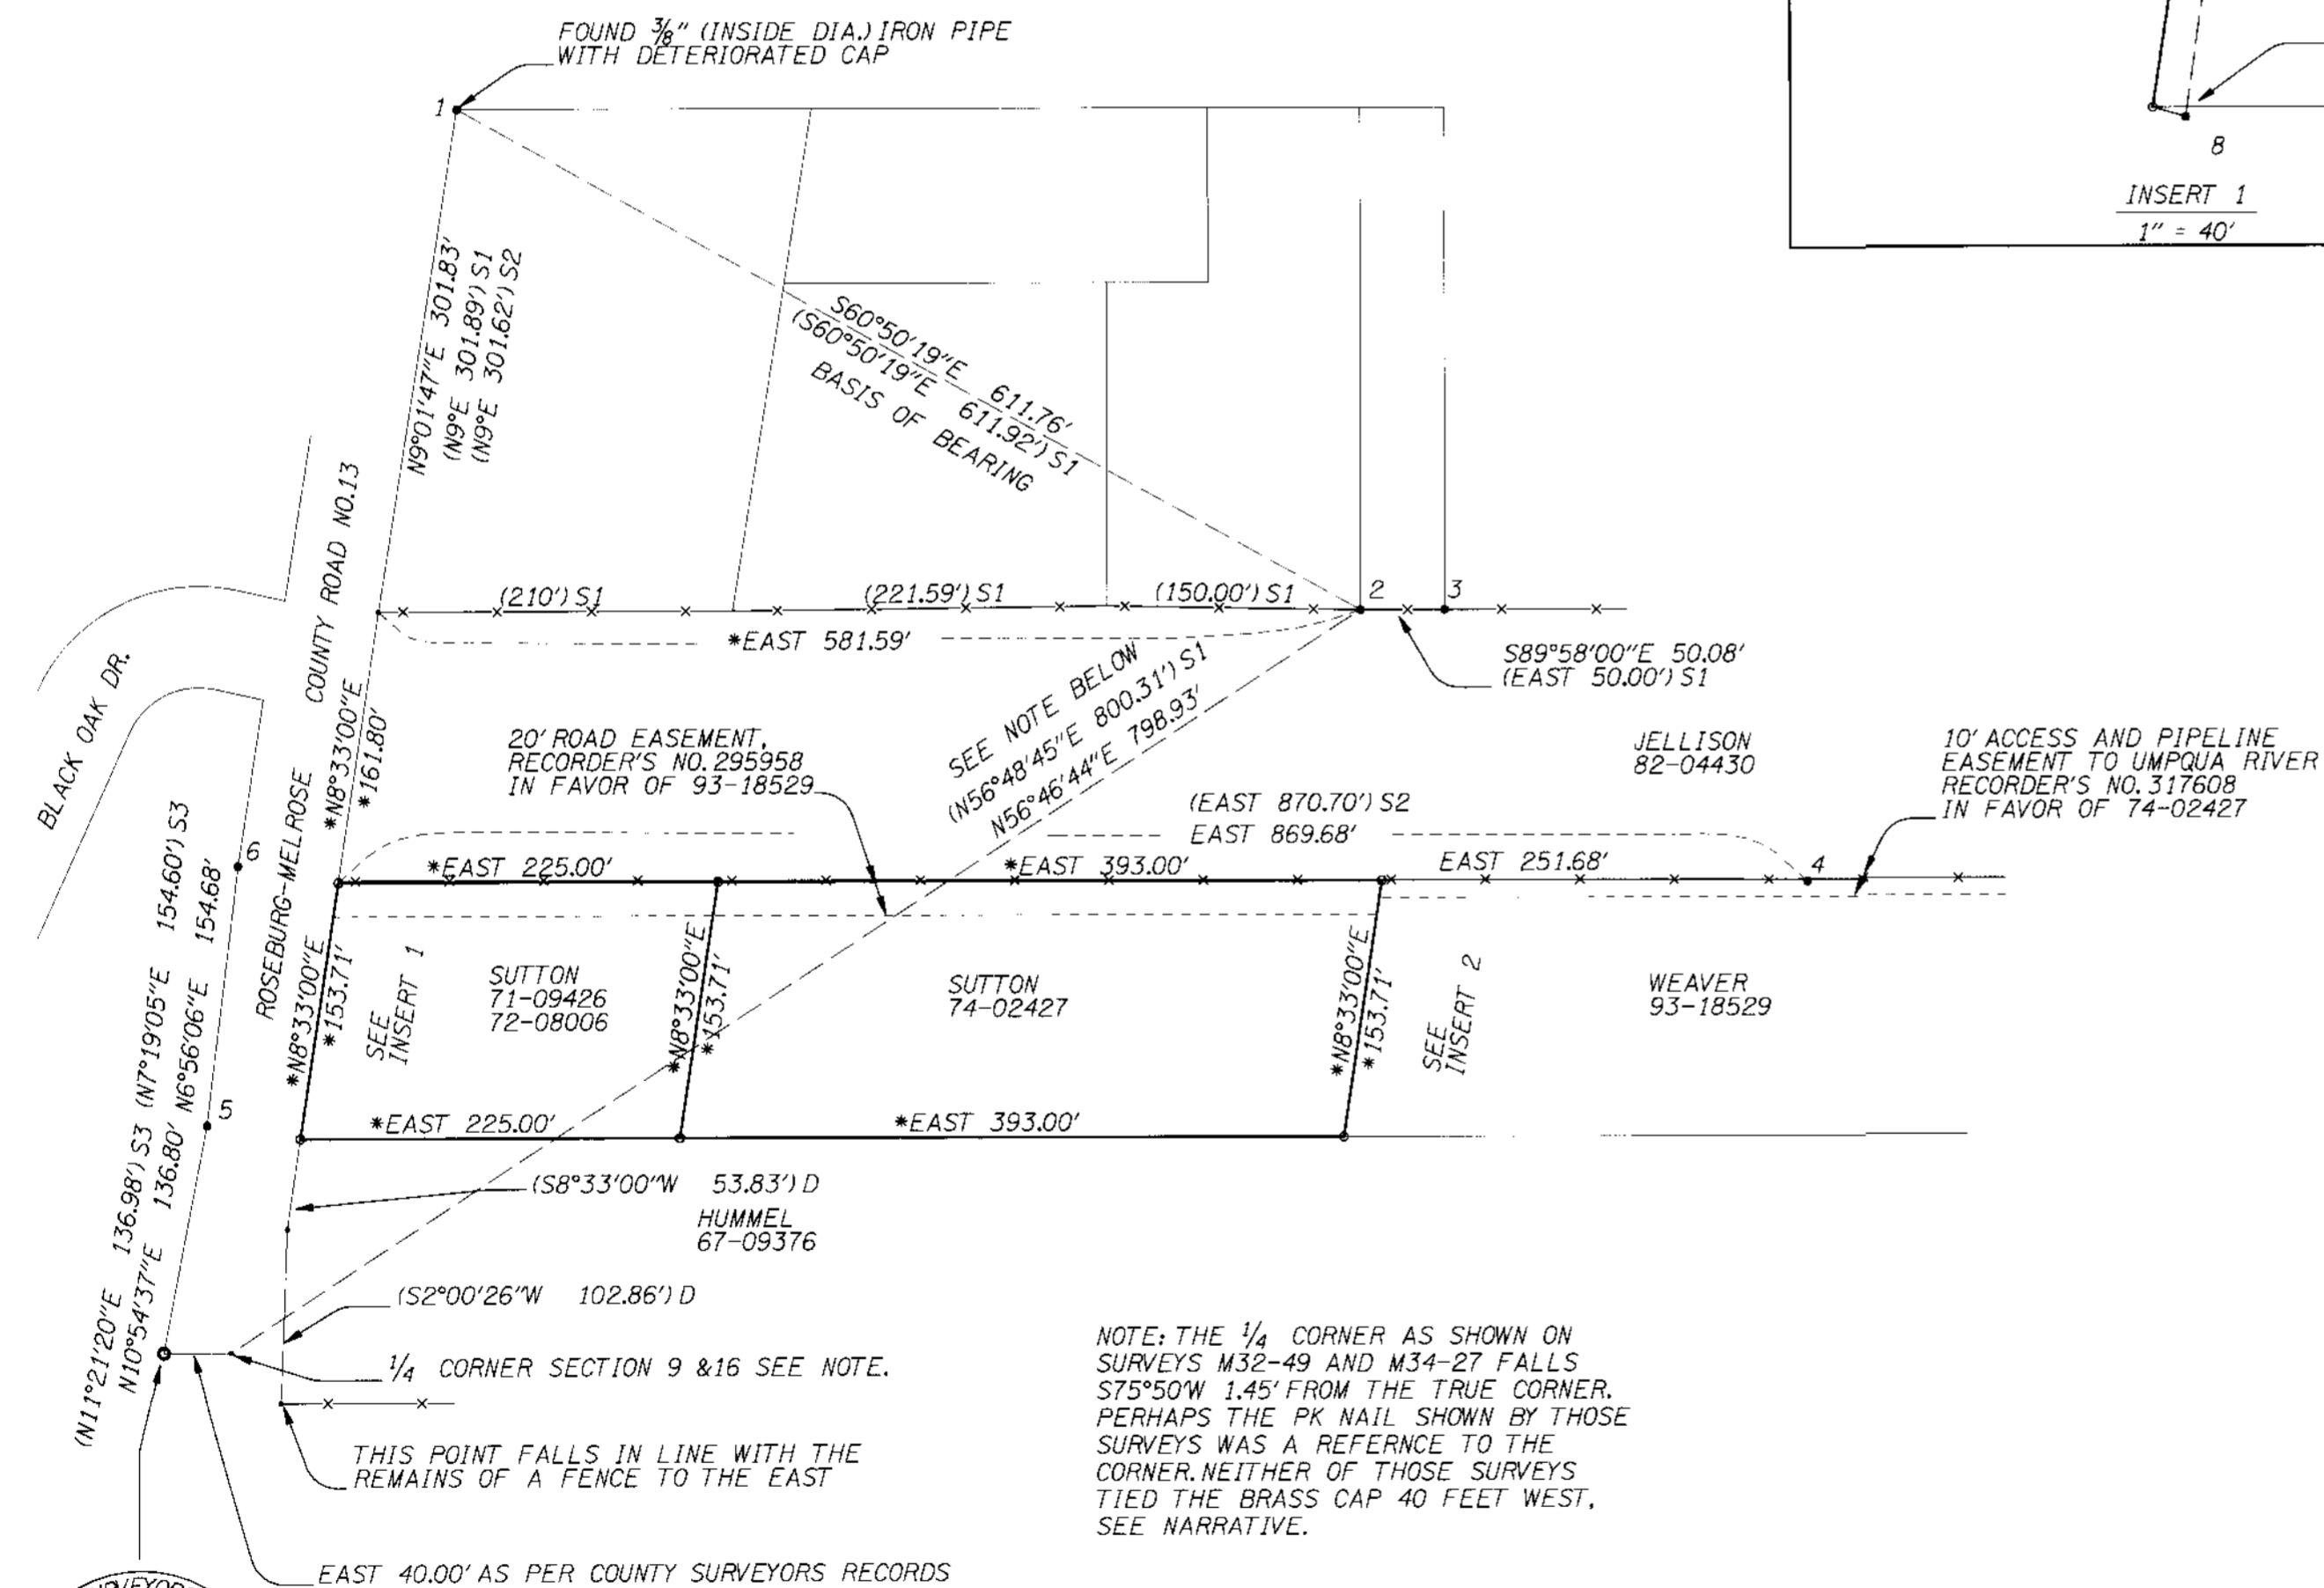 FOUND 3/8" (INSIDE DIA.) IRON PIPE
WITH DETERIORATED CAP
1
8
INSERT 1
1" = 40'
N9°01'47"E 301.83'
(N9°E 301.89') S1
(N9°E 301.62') S2
S60°50'19"E 611.76'
(S60°50'19"E 611.92') S1
BASIS OF BEARING
ROSEBURG-MELROSE COUNTY ROAD NO.13
BLACK OAK DR.
(210') S1
(221.59') S1
(150.00') S1
2
3
*EAST 581.59'
S89°58'00"E 50.08'
(EAST 50.00') S1
*N8°33'00"E
*161.80'
20' ROAD EASEMENT,
RECORDER'S NO. 295958
IN FAVOR OF 93-18529
SEE NOTE BELOW
(N56°48'45"E 800.31') S1
N56°46'44"E 798.93'
JELLISON
82-04430
10' ACCESS AND PIPELINE
EASEMENT TO UMPQUA RIVER
RECORDER'S NO. 317608
IN FAVOR OF 74-02427
(EAST 870.70') S2
EAST 869.68'
6
*EAST 225.00'
*EAST 393.00'
EAST 251.68'
4
*N8°33'00"E
*153.71'
SEE
INSERT 1
SUTTON
71-09426
72-08006
*N8°33'00"E
*153.71'
SUTTON
74-02427
*N8°33'00"E
*153.71'
SEE
INSERT 2
WEAVER
93-18529
5
*EAST 225.00'
*EAST 393.00'
(N11°21'20"E 136.98') S3 (N7°19'05"E 154.60') S3
N10°54'37"E 136.80' N6°56'06"E 154.68'
(S8°33'00"W 53.83') D
HUMMEL
67-09376
(S2°00'26"W 102.86') D
1/4 CORNER SECTION 9 &16 SEE NOTE.
THIS POINT FALLS IN LINE WITH THE
REMAINS OF A FENCE TO THE EAST
EAST 40.00' AS PER COUNTY SURVEYORS RECORDS
NOTE: THE 1/4 CORNER AS SHOWN ON
SURVEYS M32-49 AND M34-27 FALLS
S75°50'W 1.45' FROM THE TRUE CORNER.
PERHAPS THE PK NAIL SHOWN BY THOSE
SURVEYS WAS A REFERNCE TO THE
CORNER. NEITHER OF THOSE SURVEYS
TIED THE BRASS CAP 40 FEET WEST,
SEE NARRATIVE.